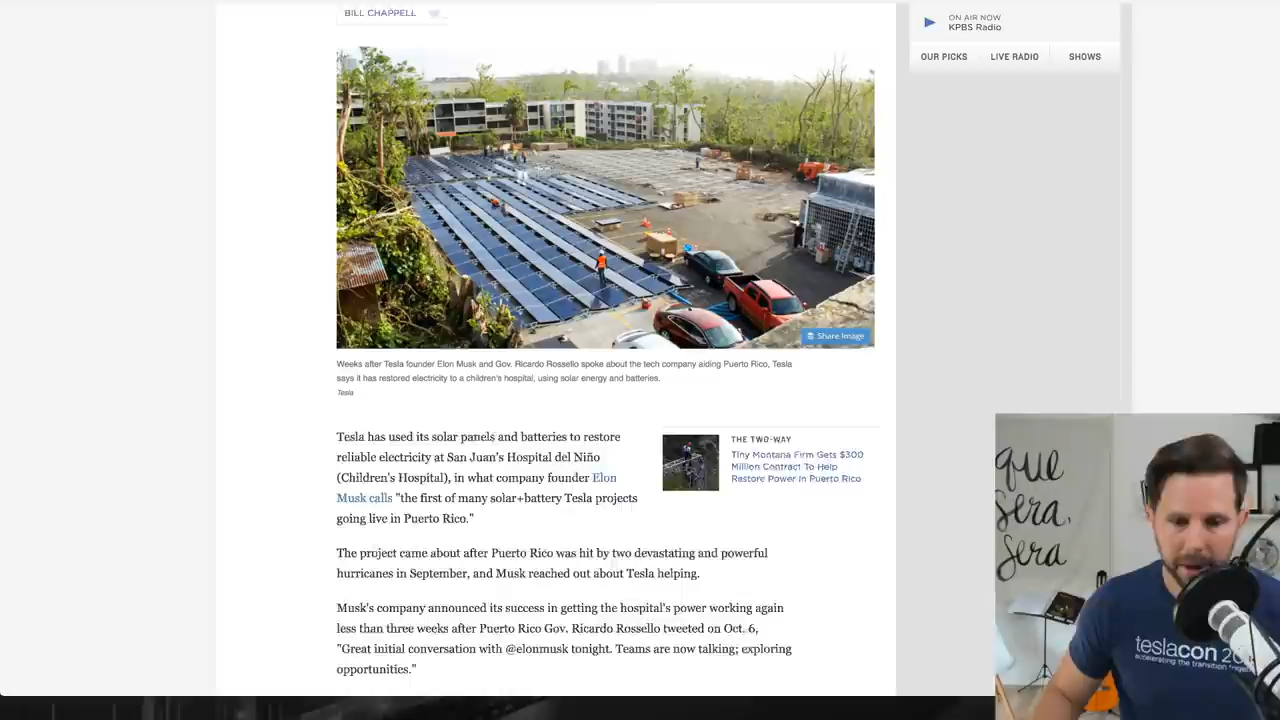 BILL CHAPPELL
ON AIR NOW
KPBS Radio
OUR PICKS
LIVE RADIO
SHOWS
Share Image
Weeks after Tesla founder Elon Musk and Gov. Ricardo Rossello spoke about the tech company aiding Puerto Rico, Tesla
says it has restored electricity to a children's hospital, using solar energy and batteries.
Tesla
Tesla has used its solar panels and batteries to restore
reliable electricity at San Juan's Hospital del Niño
(Children's Hospital), in what company founder Elon
Musk calls "the first of many solar+battery Tesla projects
going live in Puerto Rico."
THE TWO-WAY
Tiny Montana Firm Gets $300
Million Contract To Help
Restore Power In Puerto Rico
The project came about after Puerto Rico was hit by two devastating and powerful
hurricanes in September, and Musk reached out about Tesla helping.
Musk's company announced its success in getting the hospital's power working again
less than three weeks after Puerto Rico Gov. Ricardo Rossello tweeted on Oct. 6,
"Great initial conversation with @elonmusk tonight. Teams are now talking; exploring
opportunities."
que
sera,
sera
teslacon
accelerating the transition